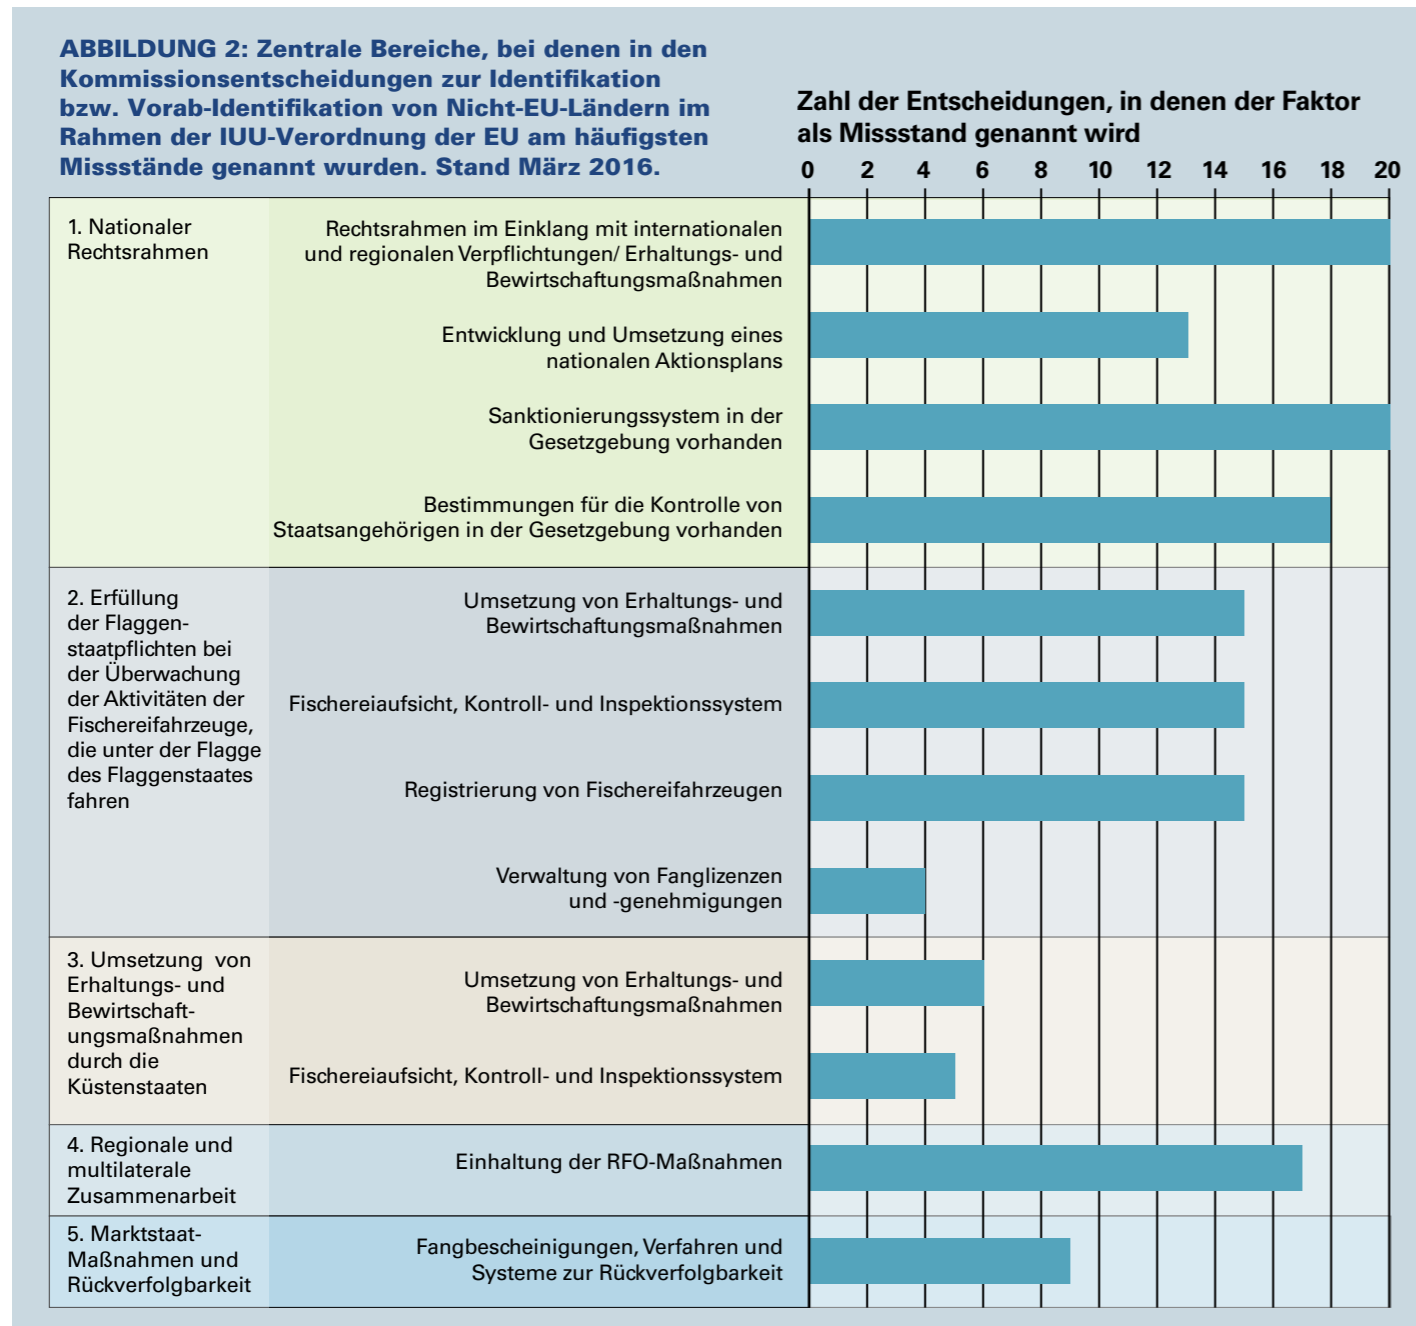 ABBILDUNG 2: Zentrale Bereiche, bei denen in den
Kommissionsentscheidungen zur Identifikation
bzw. Vorab-Identifikation von Nicht-EU-Ländern im
Rahmen der IUU-Verordnung der EU am häufigsten
Missstände genannt wurden. Stand März 2016.
Zahl der Entscheidungen, in denen der Faktor
als Missstand genannt wird
0 2 4 6 8 10 12 14 16 18 20
1. Nationaler
Rechtsrahmen
Rechtsrahmen im Einklang mit internationalen
und regionalen Verpflichtungen/ Erhaltungs- und
Bewirtschaftungsmaßnahmen
Entwicklung und Umsetzung eines
nationalen Aktionsplans
Sanktionierungssystem in der
Gesetzgebung vorhanden
Bestimmungen für die Kontrolle von
Staatsangehörigen in der Gesetzgebung vorhanden
2. Erfüllung
der Flaggen-
staatpflichten bei
der Überwachung
der Aktivitäten der
Fischereifahrzeuge,
die unter der Flagge
des Flaggenstaates
fahren
Umsetzung von Erhaltungs- und
Bewirtschaftungsmaßnahmen
Fischereiaufsicht, Kontroll- und Inspektionssystem
Registrierung von Fischereifahrzeugen
Verwaltung von Fanglizenzen
und -genehmigungen
3. Umsetzung von
Erhaltungs- und
Bewirtschaft-
ungsmaßnahmen
durch die
Küstenstaaten
Umsetzung von Erhaltungs- und
Bewirtschaftungsmaßnahmen
Fischereiaufsicht, Kontroll- und Inspektionssystem
4. Regionale und
multilaterale
Zusammenarbeit
Einhaltung der RFO-Maßnahmen
5. Marktstaat-
Maßnahmen und
Rückverfolgbarkeit
Fangbescheinigungen, Verfahren und
Systeme zur Rückverfolgbarkeit